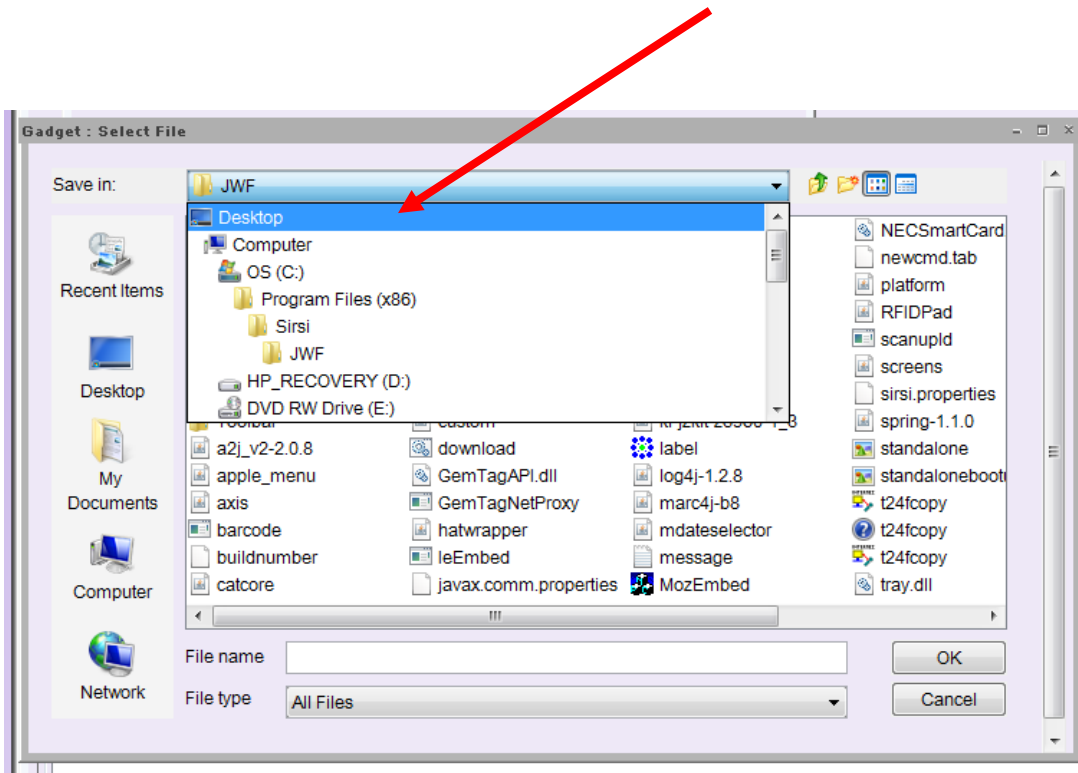 Gadget : Select File
Save in:
JWF
Desktop
Computer
OS (C:)
Program Files (x86)
Sirsi
JWF
HP_RECOVERY (D:)
DVD RW Drive (E:)
Recent Items
Desktop
My
Documents
Computer
Network
a2j_v2-2.0.8
apple_menu
axis
barcode
buildnumber
catcore
download
GemTagAPI.dll
GemTagNetProxy
hatwrapper
IeEmbed
javax.comm.properties
label
log4j-1.2.8
marc4j-b8
mdateselector
message
MozEmbed
NECSmartCard
newcmd.tab
platform
RFIDPad
scanupld
screens
sirsi.properties
spring-1.1.0
standalone
standalonebootu
t24fcopy
t24fcopy
t24fcopy
tray.dll
File name
OK
File type
All Files
Cancel